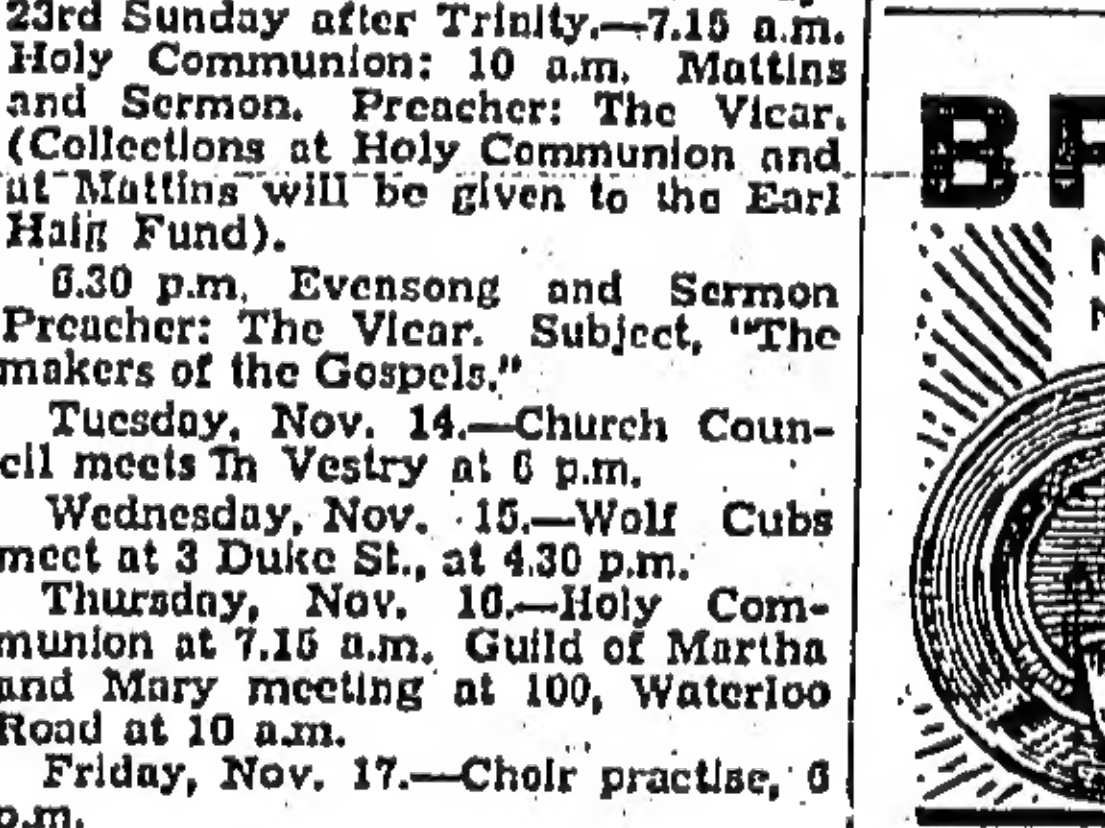 23rd Sunday after Trinity.—7.15 a.m.
Holy Communion: 10 a.m. Mattins
and Sermon. Preacher: The Vicar.
(Collections at Holy Communion and
at Mattins will be given to the Earl
Haig Fund).
6.30 p.m. Evensong and Sermon
Preacher: The Vicar. Subject, "The
makers of the Gospels."
Tuesday, Nov. 14.—Church Coun-
cil meets in Vestry at 6 p.m.
Wednesday, Nov. 15.—Wolf Cubs
meet at 3 Duke St., at 4.30 p.m.
Thursday, Nov. 16.—Holy Com-
munion at 7.15 a.m. Guild of Martha
and Mary meeting at 100, Waterloo
Road at 10 a.m.
Friday, Nov. 17.—Choir practise, 6
p.m.
B